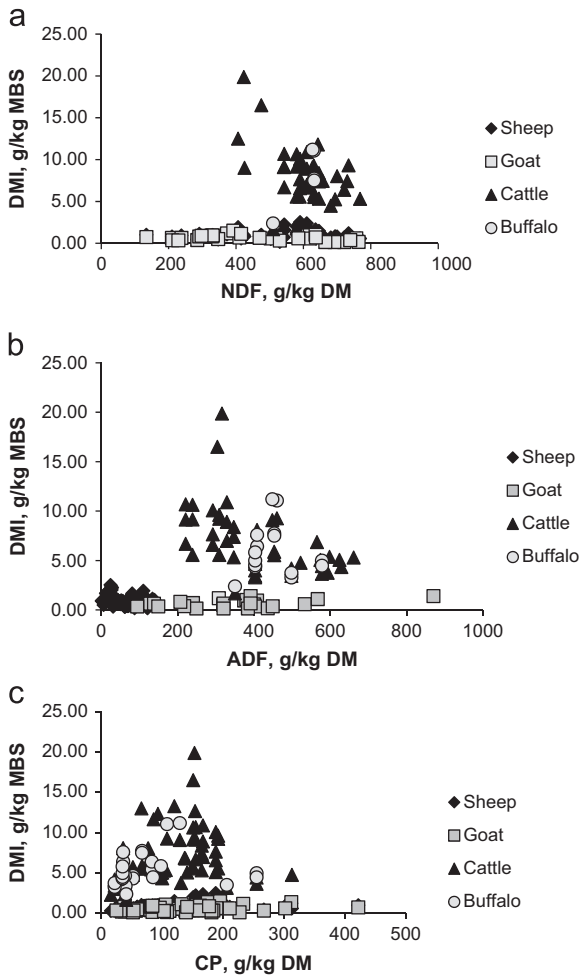 a
25.00
20.00
15.00
10.00
5.00
0.00
DMI, g/kg MBS
0 200 400 600 800 1000
NDF, g/kg DM
Sheep
Goat
Cattle
Buffalo
b
25.00
20.00
15.00
10.00
5.00
0.00
DMI, g/kg MBS
0 200 400 600 800 1000
ADF, g/kg DM
Sheep
Goat
Cattle
Buffalo
c
25.00
20.00
15.00
10.00
5.00
0.00
DMI, g/kg MBS
0 100 200 300 400 500
CP, g/kg DM
Sheep
Goat
Cattle
Buffalo